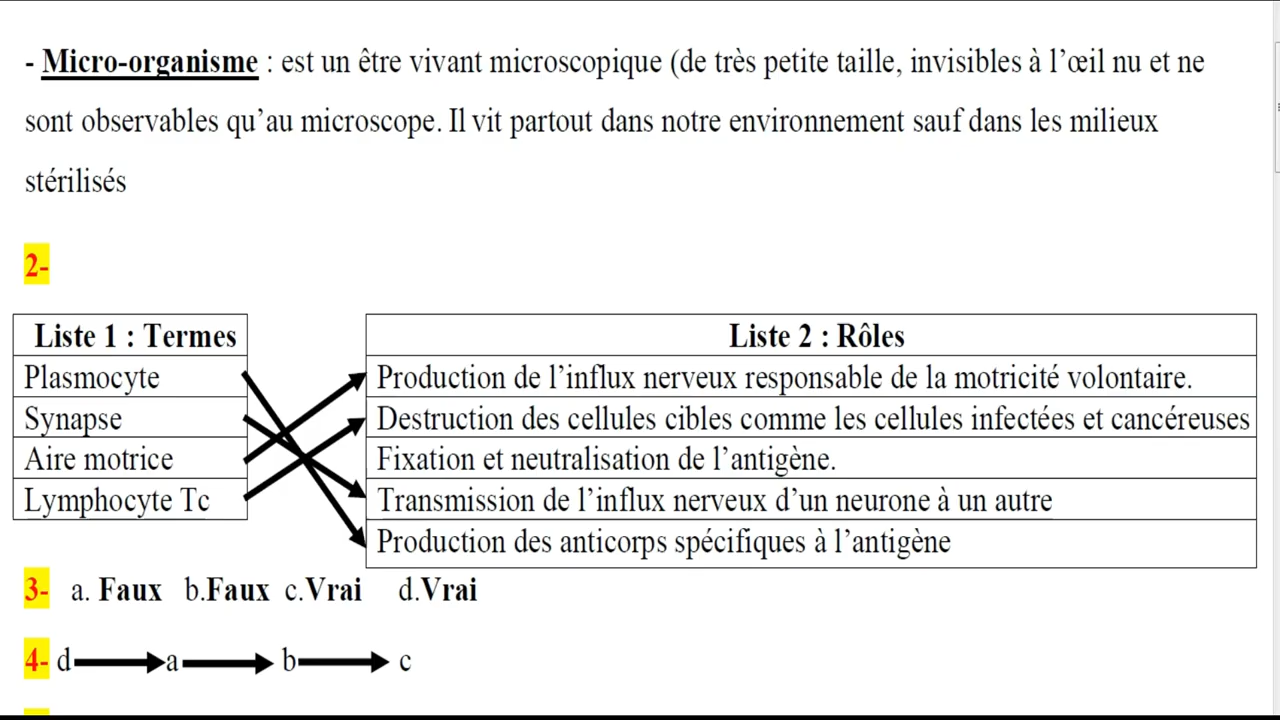 - Micro-organisme : est un être vivant microscopique (de très petite taille, invisibles à l’œil nu et ne
sont observables qu’au microscope. Il vit partout dans notre environnement sauf dans les milieux
stérilisés
2-
Liste 1 : Termes
Plasmocyte
Synapse
Aire motrice
Lymphocyte Tc
Liste 2 : Rôles
Production de l’influx nerveux responsable de la motricité volontaire.
Destruction des cellules cibles comme les cellules infectées et cancéreuses
Fixation et neutralisation de l’antigène.
Transmission de l’influx nerveux d’un neurone à un autre
Production des anticorps spécifiques à l’antigène
3- a. Faux b.Faux c.Vrai d.Vrai
4- d a b c